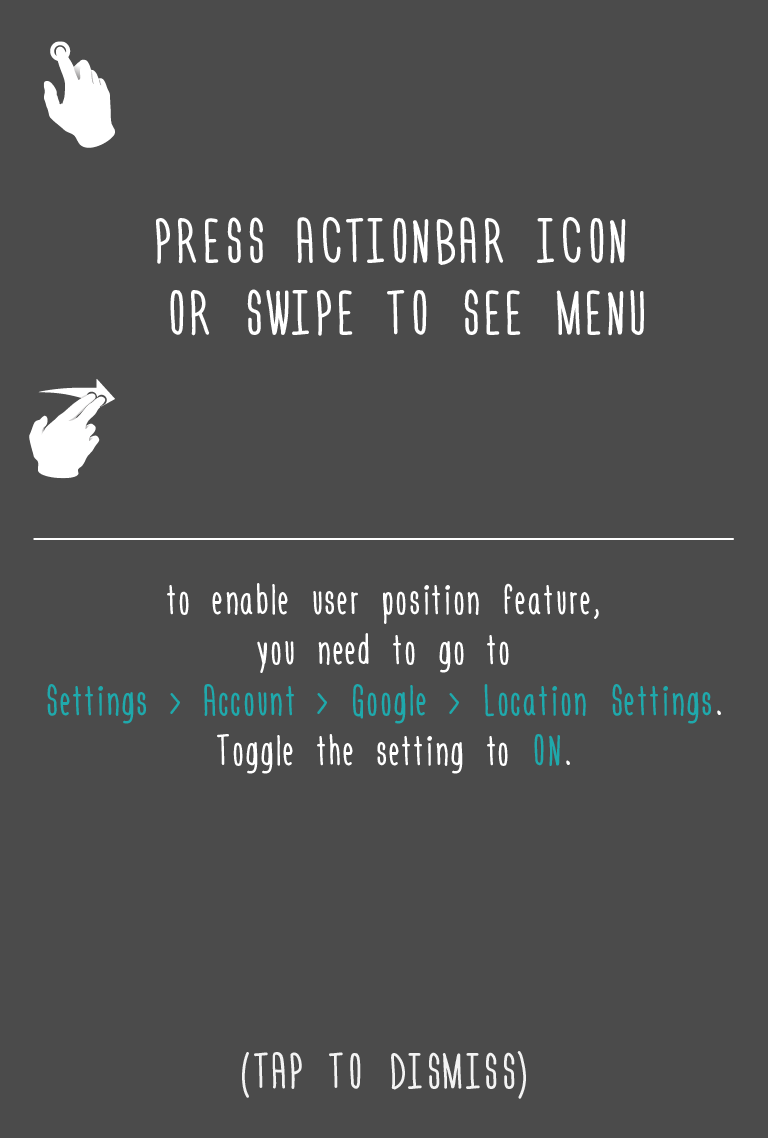 PRESS ACTIONBAR ICON
OR SWIPE TO SEE MENU
to enable user position feature,
you need to go to
Settings > Account > Google > Location Settings.
Toggle the setting to ON.
(TAP TO DISMISS)